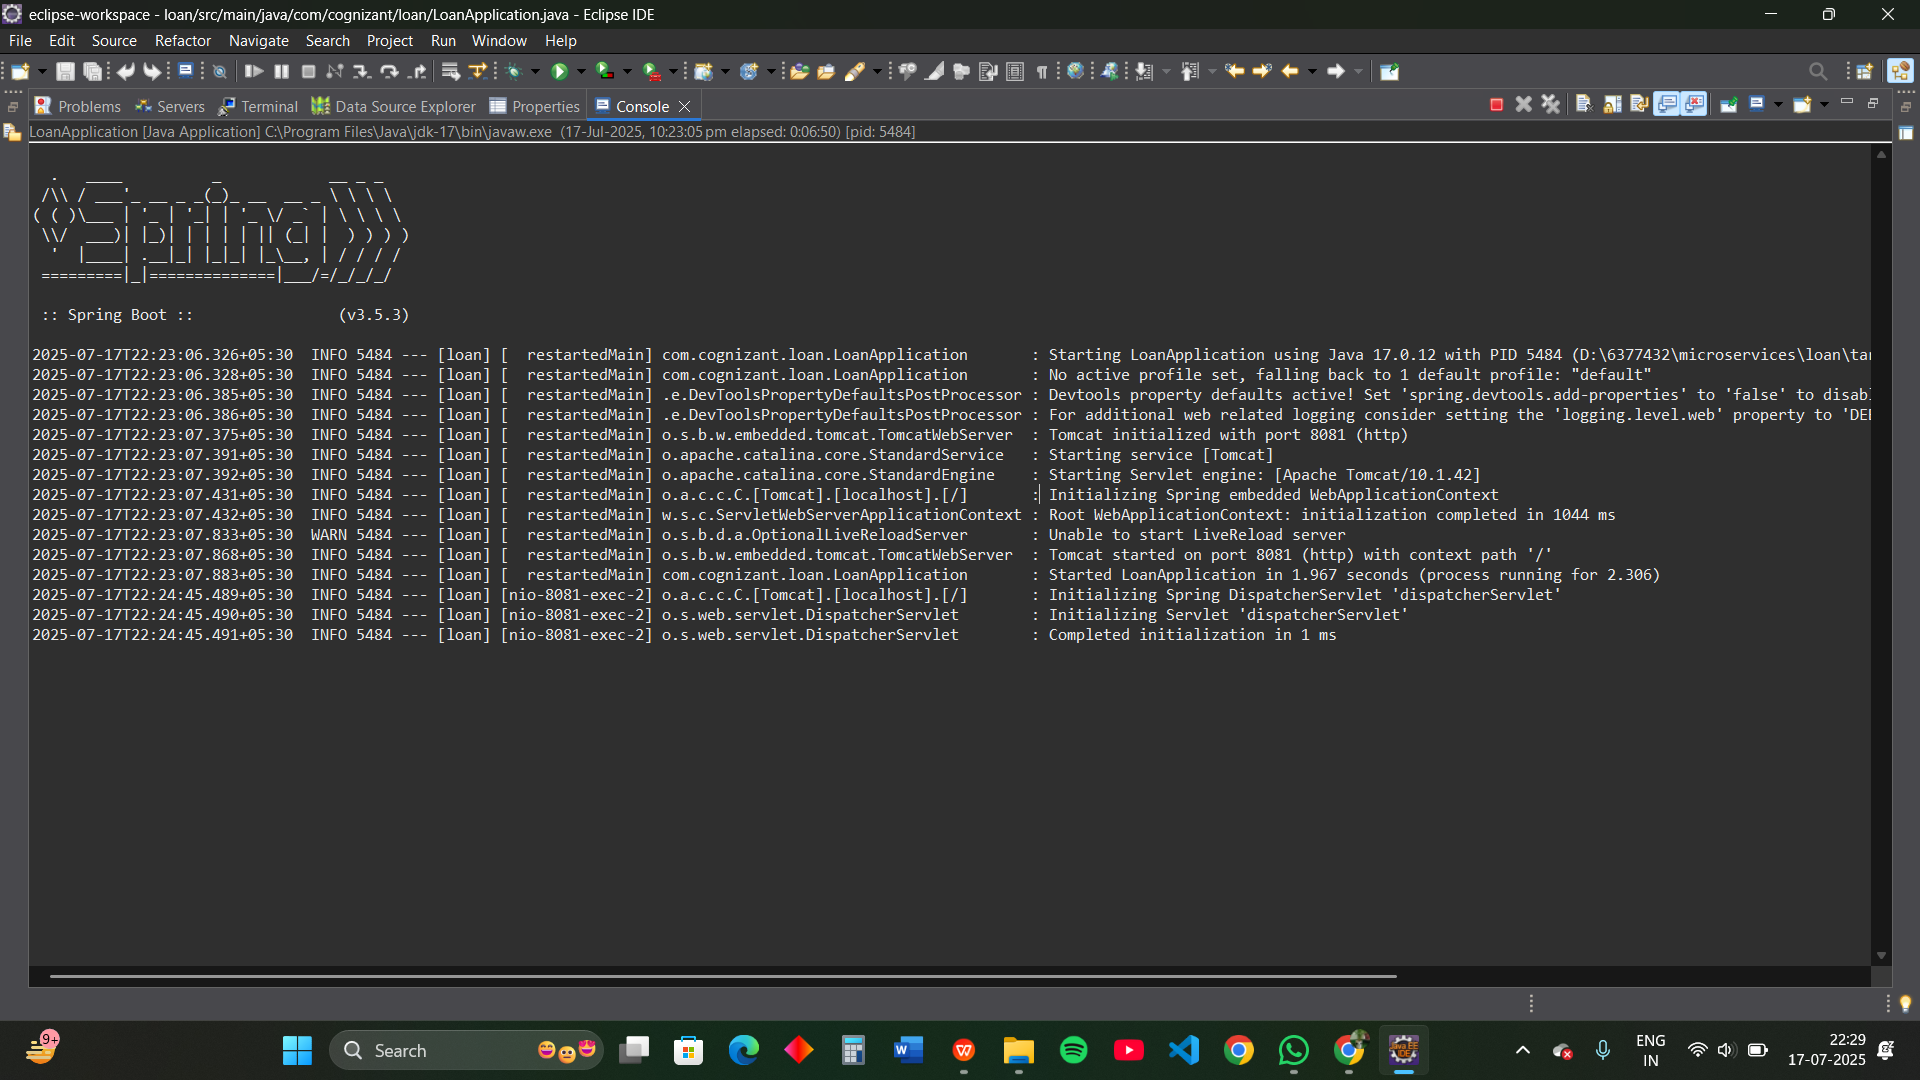 eclipse-workspace - loan/src/main/java/com/cognizant/loan/LoanApplication.java - Eclipse IDE
File Edit Source Refactor Navigate Search Project Run Window Help
Problems Servers Terminal Data Source Explorer Properties Console
LoanApplication [Java Application] C:\Program Files\Java\jdk-17\bin\javaw.exe (17-Jul-2025, 10:23:05 pm elapsed: 0:06:50) [pid: 5484]
Spring
:: Spring Boot :: (v3.5.3)
2025-07-17T22:23:06.326+05:30 INFO 5484 --- [loan] [ restartedMain] com.cognizant.loan.LoanApplication : Starting LoanApplication using Java 17.0.12 with PID 5484 (D:\6377432\microservices\loan\tar
2025-07-17T22:23:06.328+05:30 INFO 5484 --- [loan] [ restartedMain] com.cognizant.loan.LoanApplication : No active profile set, falling back to 1 default profile: "default"
2025-07-17T22:23:06.385+05:30 INFO 5484 --- [loan] [ restartedMain] .e.DevToolsPropertyDefaultsPostProcessor : Devtools property defaults active! Set 'spring.devtools.add-properties' to 'false' to disabl
2025-07-17T22:23:06.386+05:30 INFO 5484 --- [loan] [ restartedMain] .e.DevToolsPropertyDefaultsPostProcessor : For additional web related logging consider setting the 'logging.level.web' property to 'DEB
2025-07-17T22:23:07.375+05:30 INFO 5484 --- [loan] [ restartedMain] o.s.b.w.embedded.tomcat.TomcatWebServer : Tomcat initialized with port 8081 (http)
2025-07-17T22:23:07.391+05:30 INFO 5484 --- [loan] [ restartedMain] o.apache.catalina.core.StandardService : Starting service [Tomcat]
2025-07-17T22:23:07.392+05:30 INFO 5484 --- [loan] [ restartedMain] o.apache.catalina.core.StandardEngine : Starting Servlet engine: [Apache Tomcat/10.1.42]
2025-07-17T22:23:07.431+05:30 INFO 5484 --- [loan] [ restartedMain] o.a.c.c.C.[Tomcat].[localhost].[/] : Initializing Spring embedded WebApplicationContext
2025-07-17T22:23:07.432+05:30 INFO 5484 --- [loan] [ restartedMain] w.s.c.ServletWebServerApplicationContext : Root WebApplicationContext: initialization completed in 1044 ms
2025-07-17T22:23:07.833+05:30 WARN 5484 --- [loan] [ restartedMain] o.s.b.d.a.OptionalLiveReloadServer : Unable to start LiveReload server
2025-07-17T22:23:07.868+05:30 INFO 5484 --- [loan] [ restartedMain] o.s.b.w.embedded.tomcat.TomcatWebServer : Tomcat started on port 8081 (http) with context path '/'
2025-07-17T22:23:07.883+05:30 INFO 5484 --- [loan] [ restartedMain] com.cognizant.loan.LoanApplication : Started LoanApplication in 1.967 seconds (process running for 2.306)
2025-07-17T22:24:45.489+05:30 INFO 5484 --- [loan] [nio-8081-exec-2] o.a.c.c.C.[Tomcat].[localhost].[/] : Initializing Spring DispatcherServlet 'dispatcherServlet'
2025-07-17T22:24:45.490+05:30 INFO 5484 --- [loan] [nio-8081-exec-2] o.s.web.servlet.DispatcherServlet : Initializing Servlet 'dispatcherServlet'
2025-07-17T22:24:45.491+05:30 INFO 5484 --- [loan] [nio-8081-exec-2] o.s.web.servlet.DispatcherServlet : Completed initialization in 1 ms
9+
Search
ENG
IN
22:29
17-07-2025